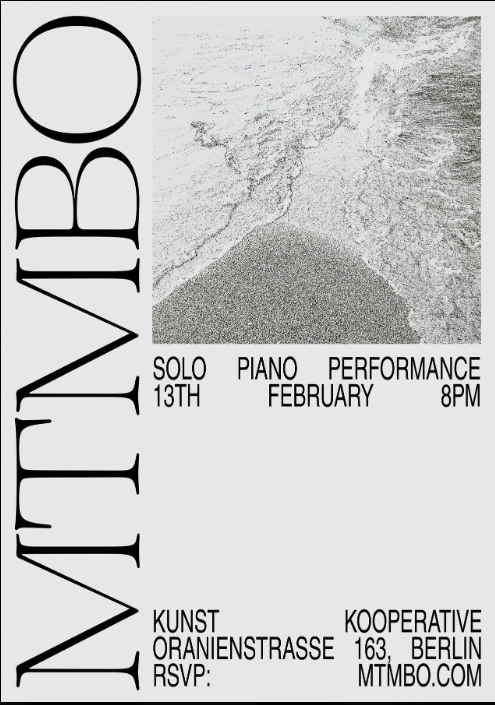 MTMBO
SOLO PIANO PERFORMANCE
13TH FEBRUARY 8PM
KUNST KOOPERATIVE
ORANIENSTRASSE 163, BERLIN
RSVP: MTMBO.COM